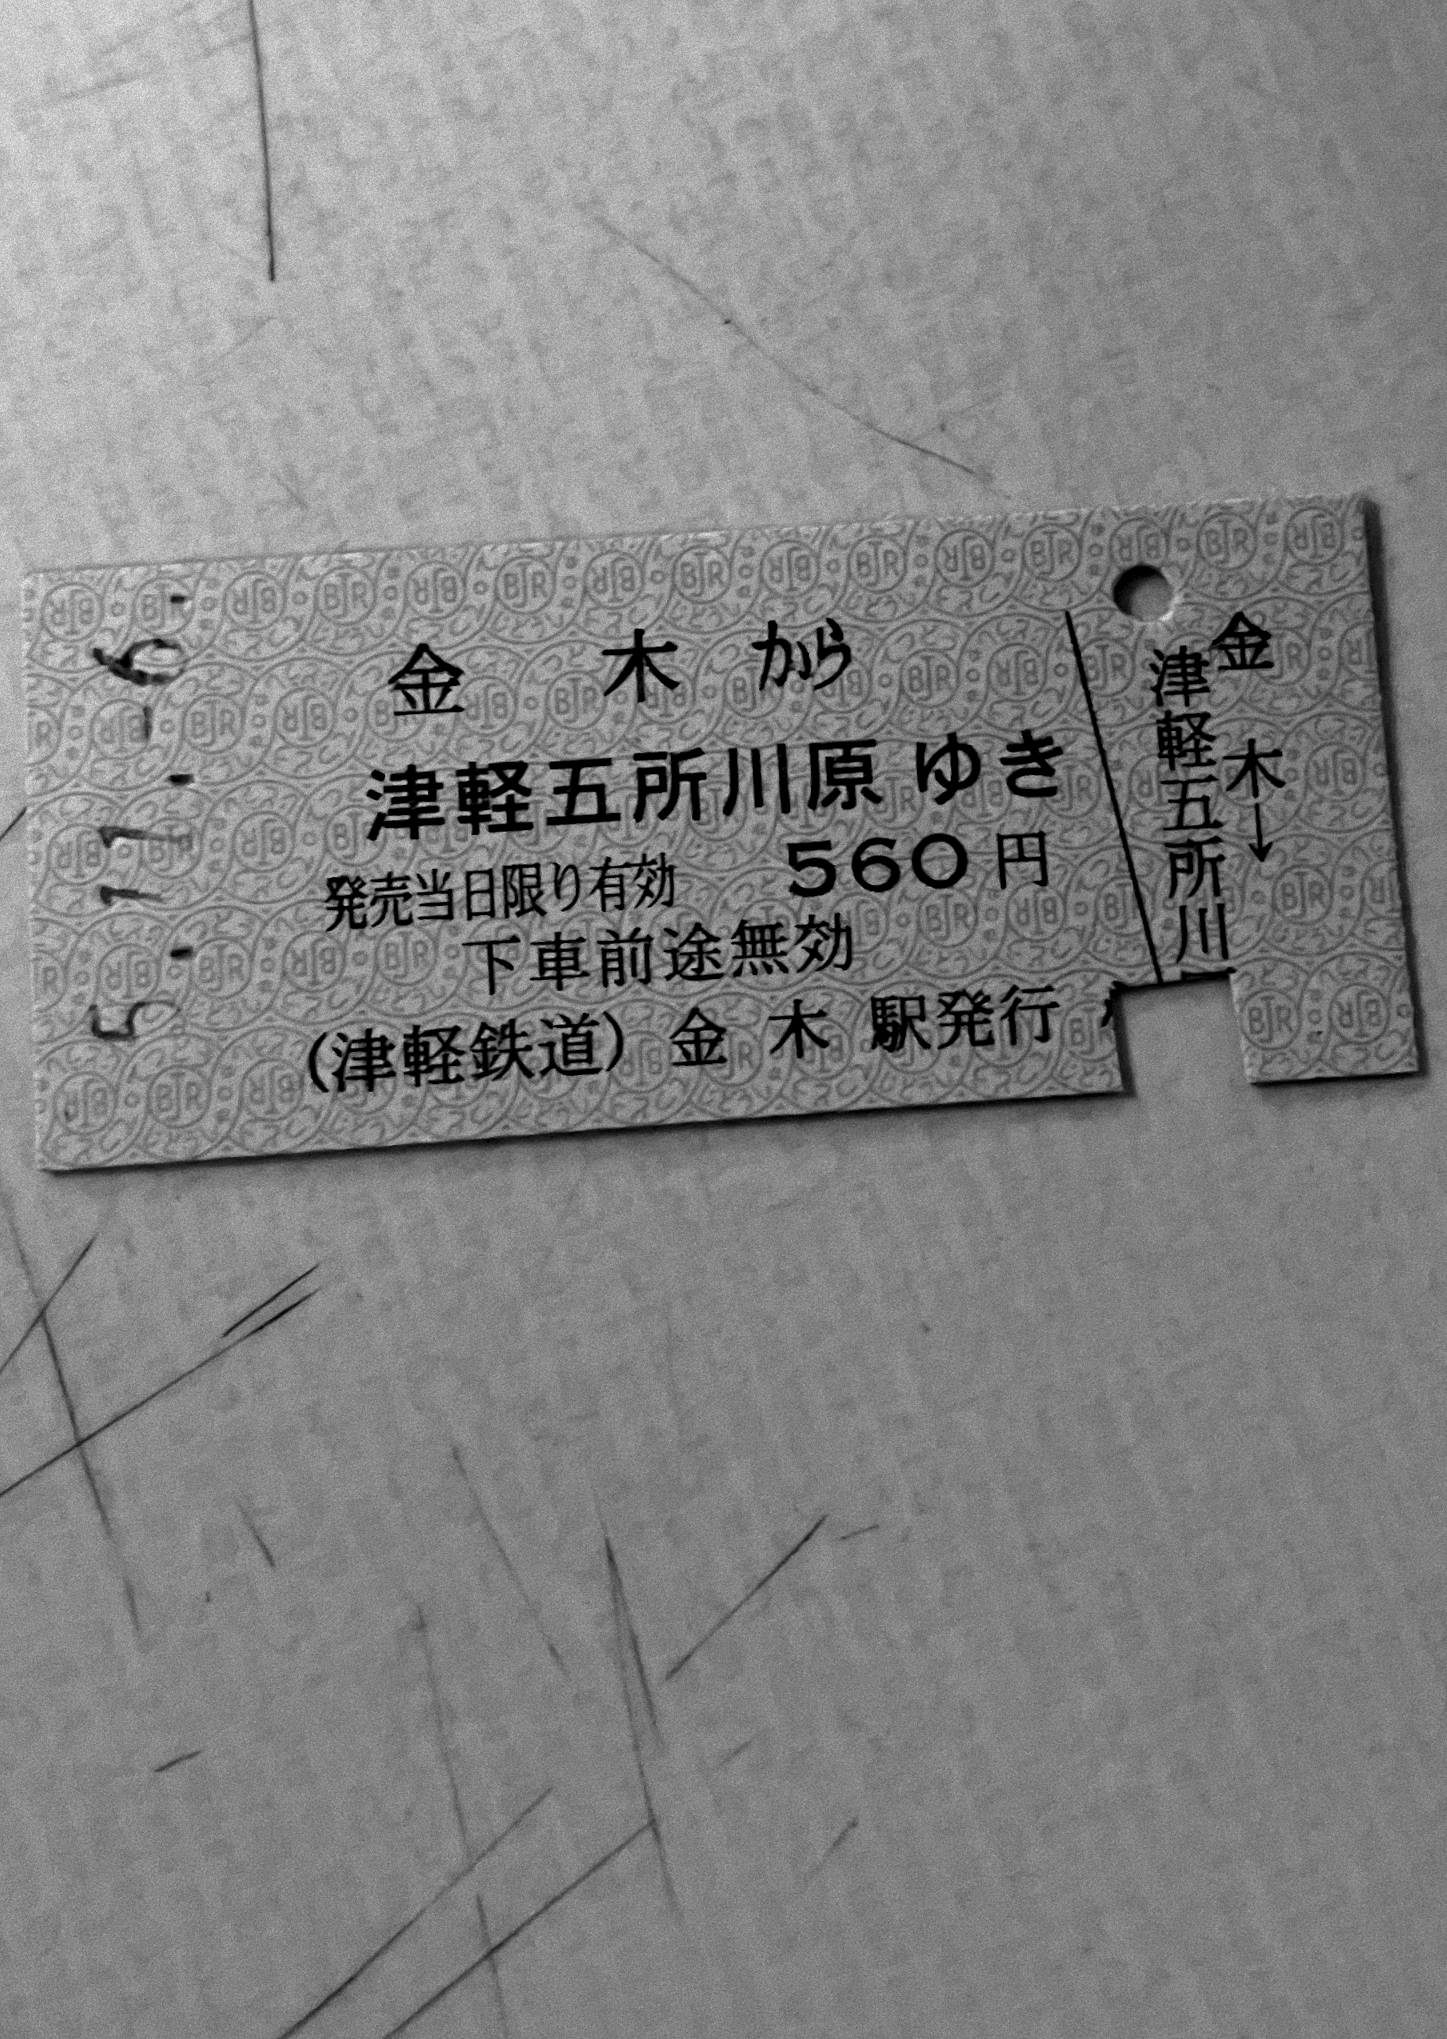 5.11.-6.
金木から
津軽五所川原ゆき
発売当日限り有効 560円
下車前途無効
(津軽鉄道) 金木駅発行
金木→
津軽五所川